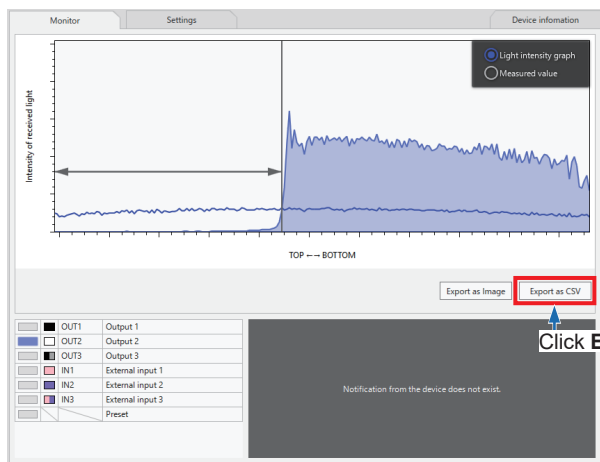 Monitor
Settings
Device infomation
Light intensity graph
Measured value
Intensity of received light
TOP ←→ BOTTOM
Export as Image
Export as CSV
Click E
OUT1 Output 1
OUT2 Output 2
OUT3 Output 3
IN1 External input 1
IN2 External input 2
IN3 External input 3
Preset
Notification from the device does not exist.